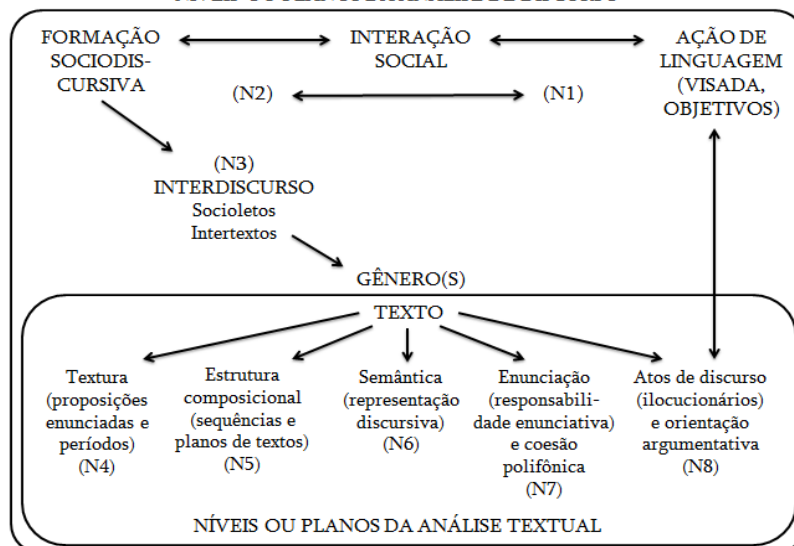 FORMAÇÃO
SOCIODIS-
CURSIVA
INTERAÇÃO
SOCIAL
AÇÃO DE
LINGUAGEM
(VISADA,
OBJETIVOS)
(N2)
(N1)
(N3)
INTERDISCURSO
Socioletos
Intertextos
GÊNERO(S)
TEXTO
Textura
(proposições
enunciadas e
períodos)
(N4)
Estrutura
composicional
(sequências e
planos de textos)
(N5)
Semântica
(representação
discursiva)
(N6)
Enunciação
(responsabili-
dade enunciativa)
e coesão
polifônica
(N7)
Atos de discurso
(ilocucionários)
e orientação
argumentativa
(N8)
NÍVEIS OU PLANOS DA ANÁLISE TEXTUAL